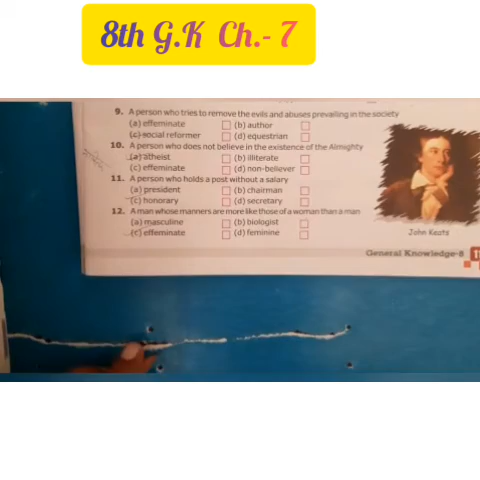 8th G.K Ch.- 7
9. A person who tries to remove the evils and abuses prevailing in the society
(a) effeminate (b) author
(c) social reformer (d) equestrian
10. A person who does not believe in the existence of the Almighty
(a) atheist (b) illiterate
(c) effeminate (d) non-believer
11. A person who holds a post without a salary
(a) president (b) chairman
(c) honorary (d) secretary
12. A man whose manners are more like those of a woman than a man
(a) masculine (b) biologist
(c) effeminate (d) feminine
John Keats
General Knowledge-8